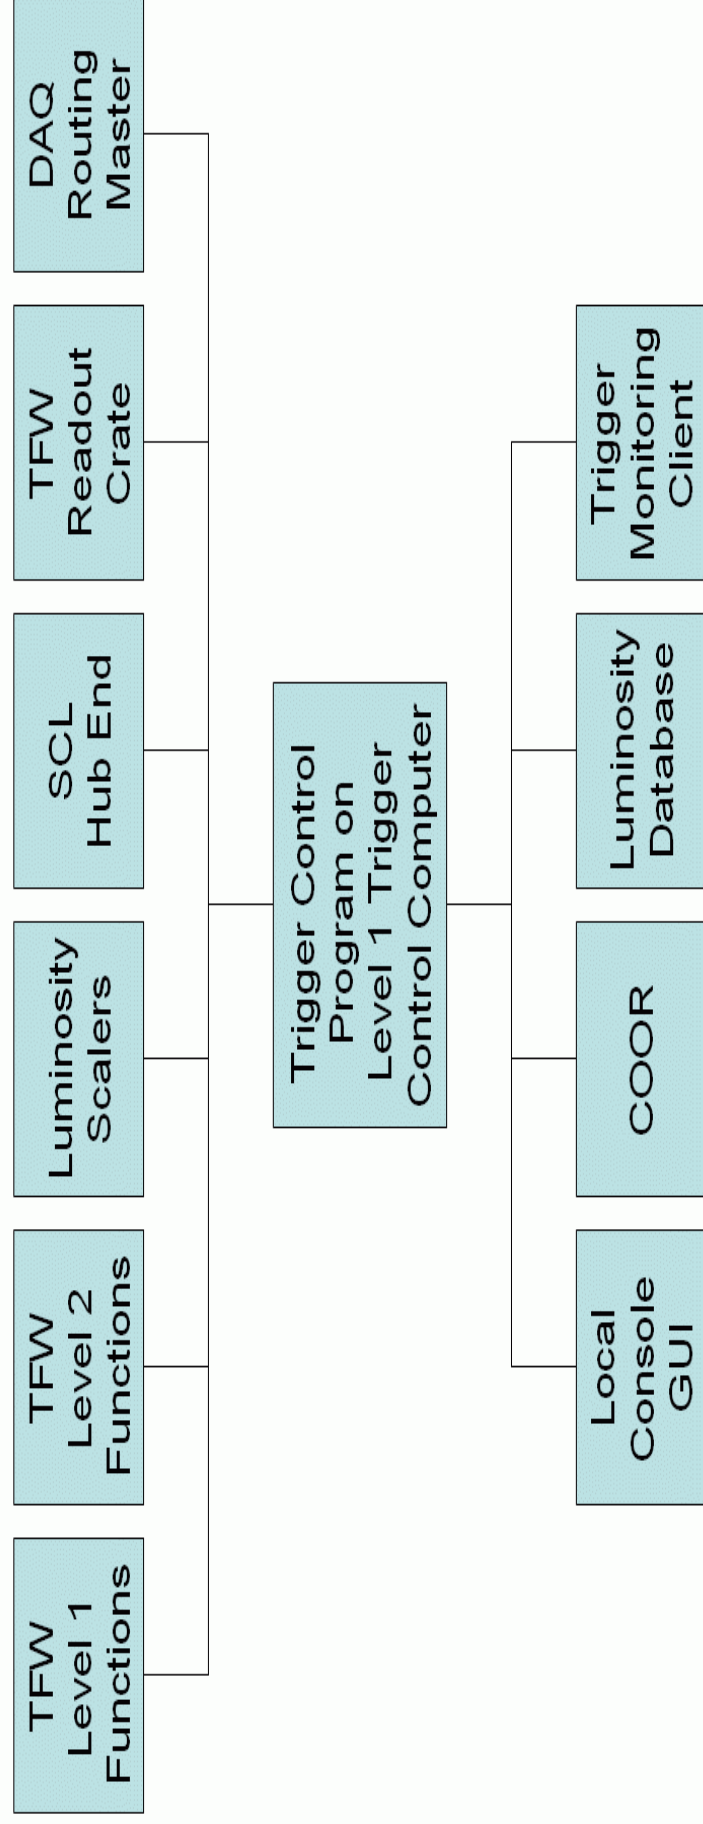 TFW
Level 1
Functions
TFW
Level 2
Functions
Luminosity
Scalers
SCL
Hub End
TFW
Readout
Crate
DAQ
Routing
Master
Trigger Control
Program on
Level 1 Trigger
Control Computer
Local
Console
GUI
COOR
Luminosity
Database
Trigger
Monitoring
Client